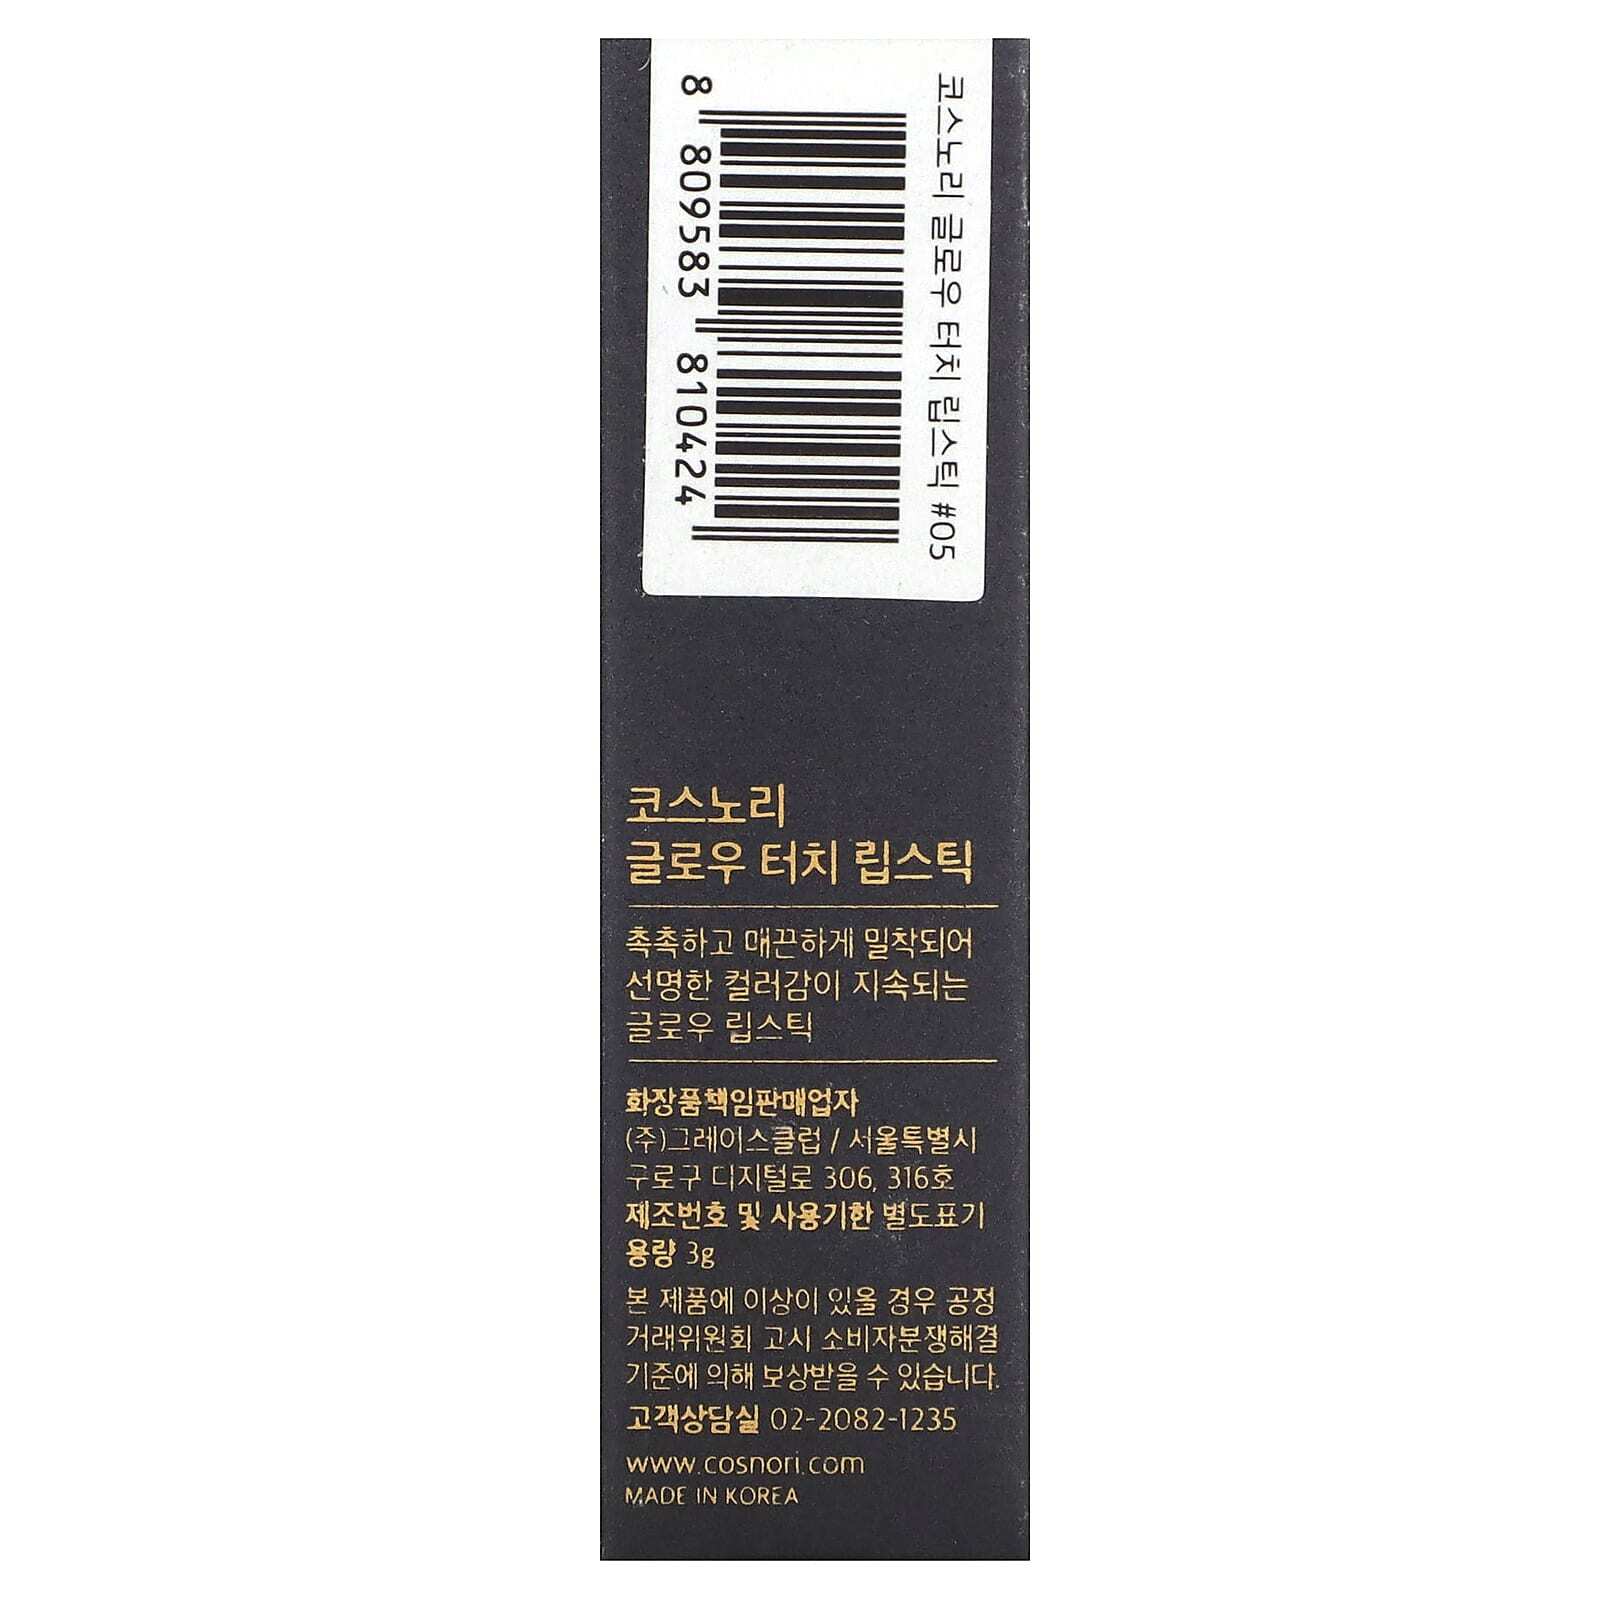 코스노리 글로우 터치 립스틱 #05
8 809583 810424
코스노리
글로우 터치 립스틱
촉촉하고 매끈하게 밀착되어
선명한 컬러감이 지속되는
글로우 립스틱
화장품책임판매업자
(주)그레이스클럽 / 서울특별시
구로구 디지털로 306, 316호
제조번호 및 사용기한 별도표기
용량 3g
본 제품에 이상이 있을 경우 공정
거래위원회 고시 소비자분쟁해결
기준에 의해 보상받을 수 있습니다.
고객상담실 02-2082-1235
www.cosnori.com
MADE IN KOREA